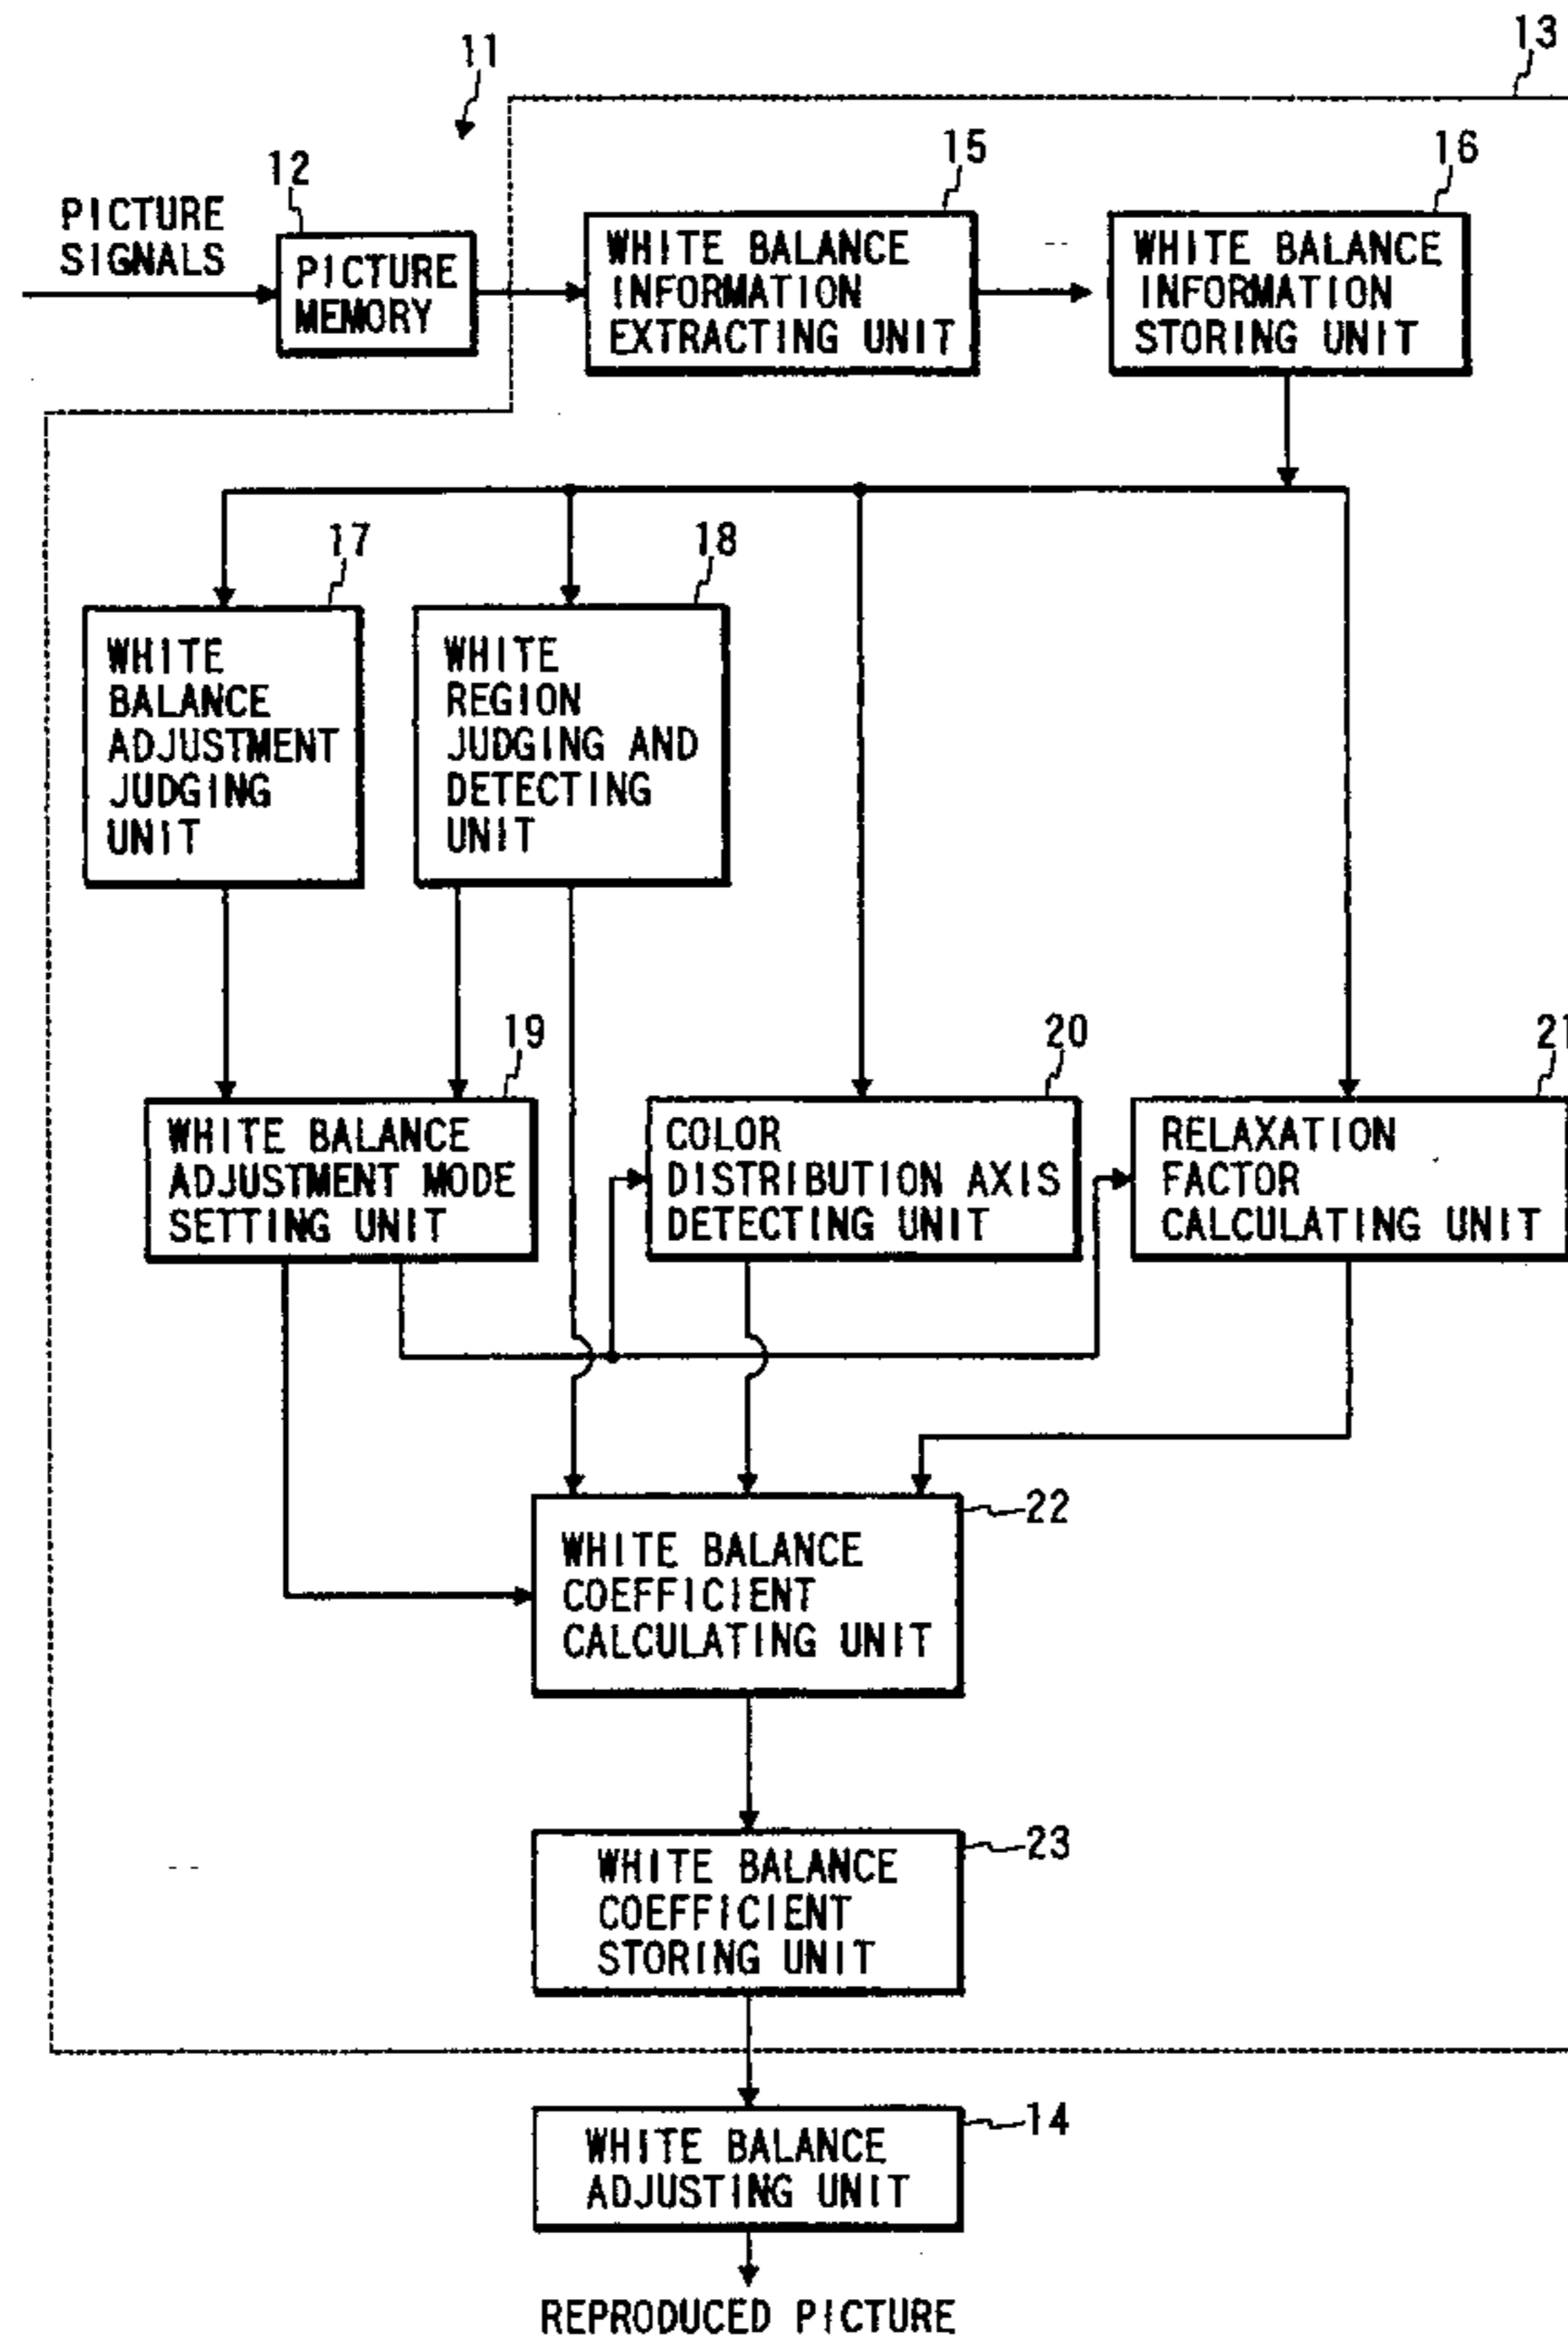 13
11
12
15
16
PICTURE
SIGNALS
PICTURE
MEMORY
WHITE BALANCE
INFORMATION
EXTRACTING UNIT
WHITE BALANCE
INFORMATION
STORING UNIT
17
18
WHITE
BALANCE
ADJUSTMENT
JUDGING
UNIT
WHITE
REGION
JUDGING AND
DETECTING
UNIT
19
20
21
WHITE BALANCE
ADJUSTMENT MODE
SETTING UNIT
COLOR
DISTRIBUTION AXIS
DETECTING UNIT
RELAXATION
FACTOR
CALCULATING UNIT
22
WHITE BALANCE
COEFFICIENT
CALCULATING UNIT
23
WHITE BALANCE
COEFFICIENT
STORING UNIT
14
WHITE BALANCE
ADJUSTING UNIT
REPRODUCED PICTURE